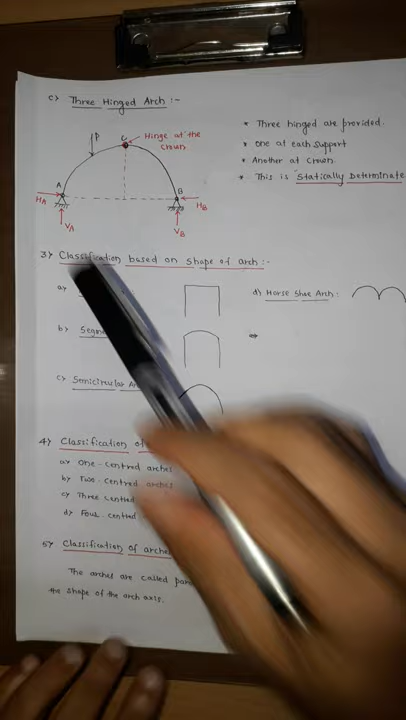 c) Three Hinged Arch :-
P
C
Hinge at the
crown
A
B
HA
HB
VA
VB
* Three hinged are provided.
* one at each support
* Another at crown.
* This is statically Determinate
3) Classification based on shape of arch :-
a)
d) Horse Shoe Arch :
b)
c) Semicircular
4) Classification of
a) One-centred arches
b) Two-centred arches
c) Three centred
d) Four centred
5) Classification of arches
The arches are called
the shape of the arch axis.